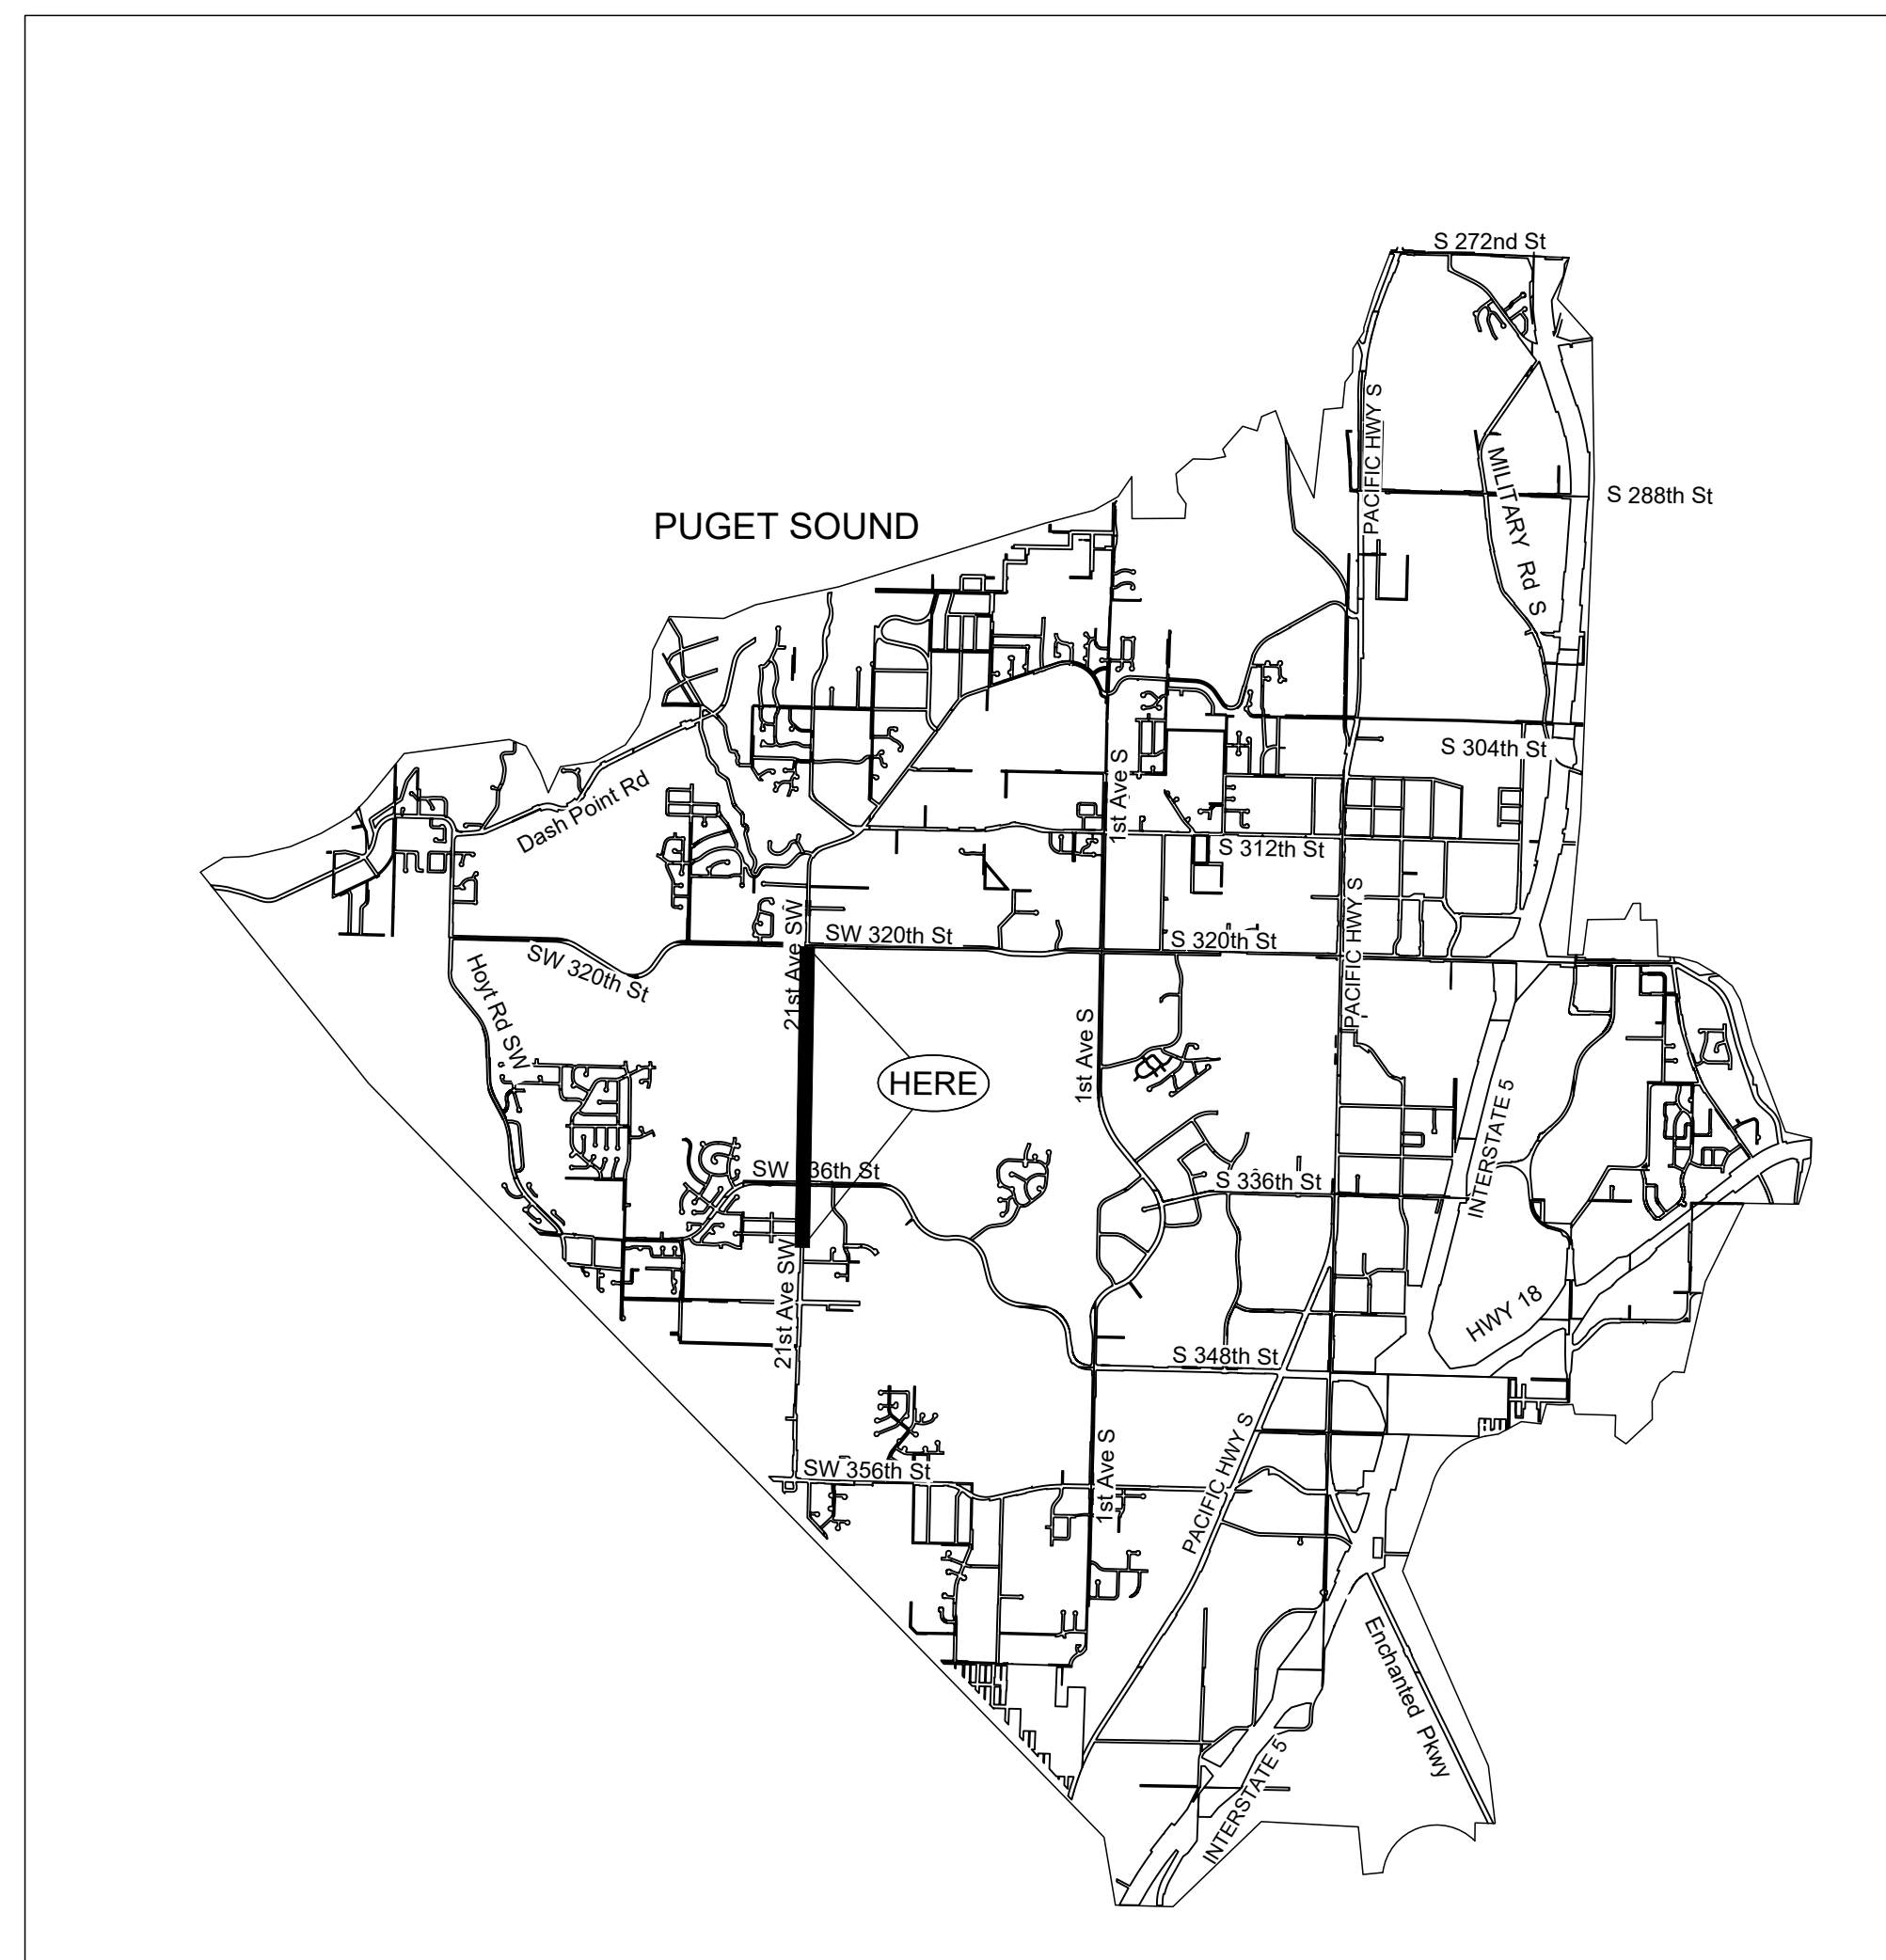 S 272nd St
PACIFIC HWY S
MILITARY Rd S
S 288th St
PUGET SOUND
S 304th St
1st Ave S
Dash Point Rd
S 312th St
PACIFIC HWY S
21st Ave SW
SW 320th St
S 320th St
SW 320th St
Hoyt Rd SW
1st Ave S
HERE
INTERSTATE 5
SW 36th St
S 336th St
21st Ave SW
HWY 18
S 348th St
PACIFIC HWY S
1st Ave S
SW 356th St
Enchanted Pkwy
INTERSTATE 5